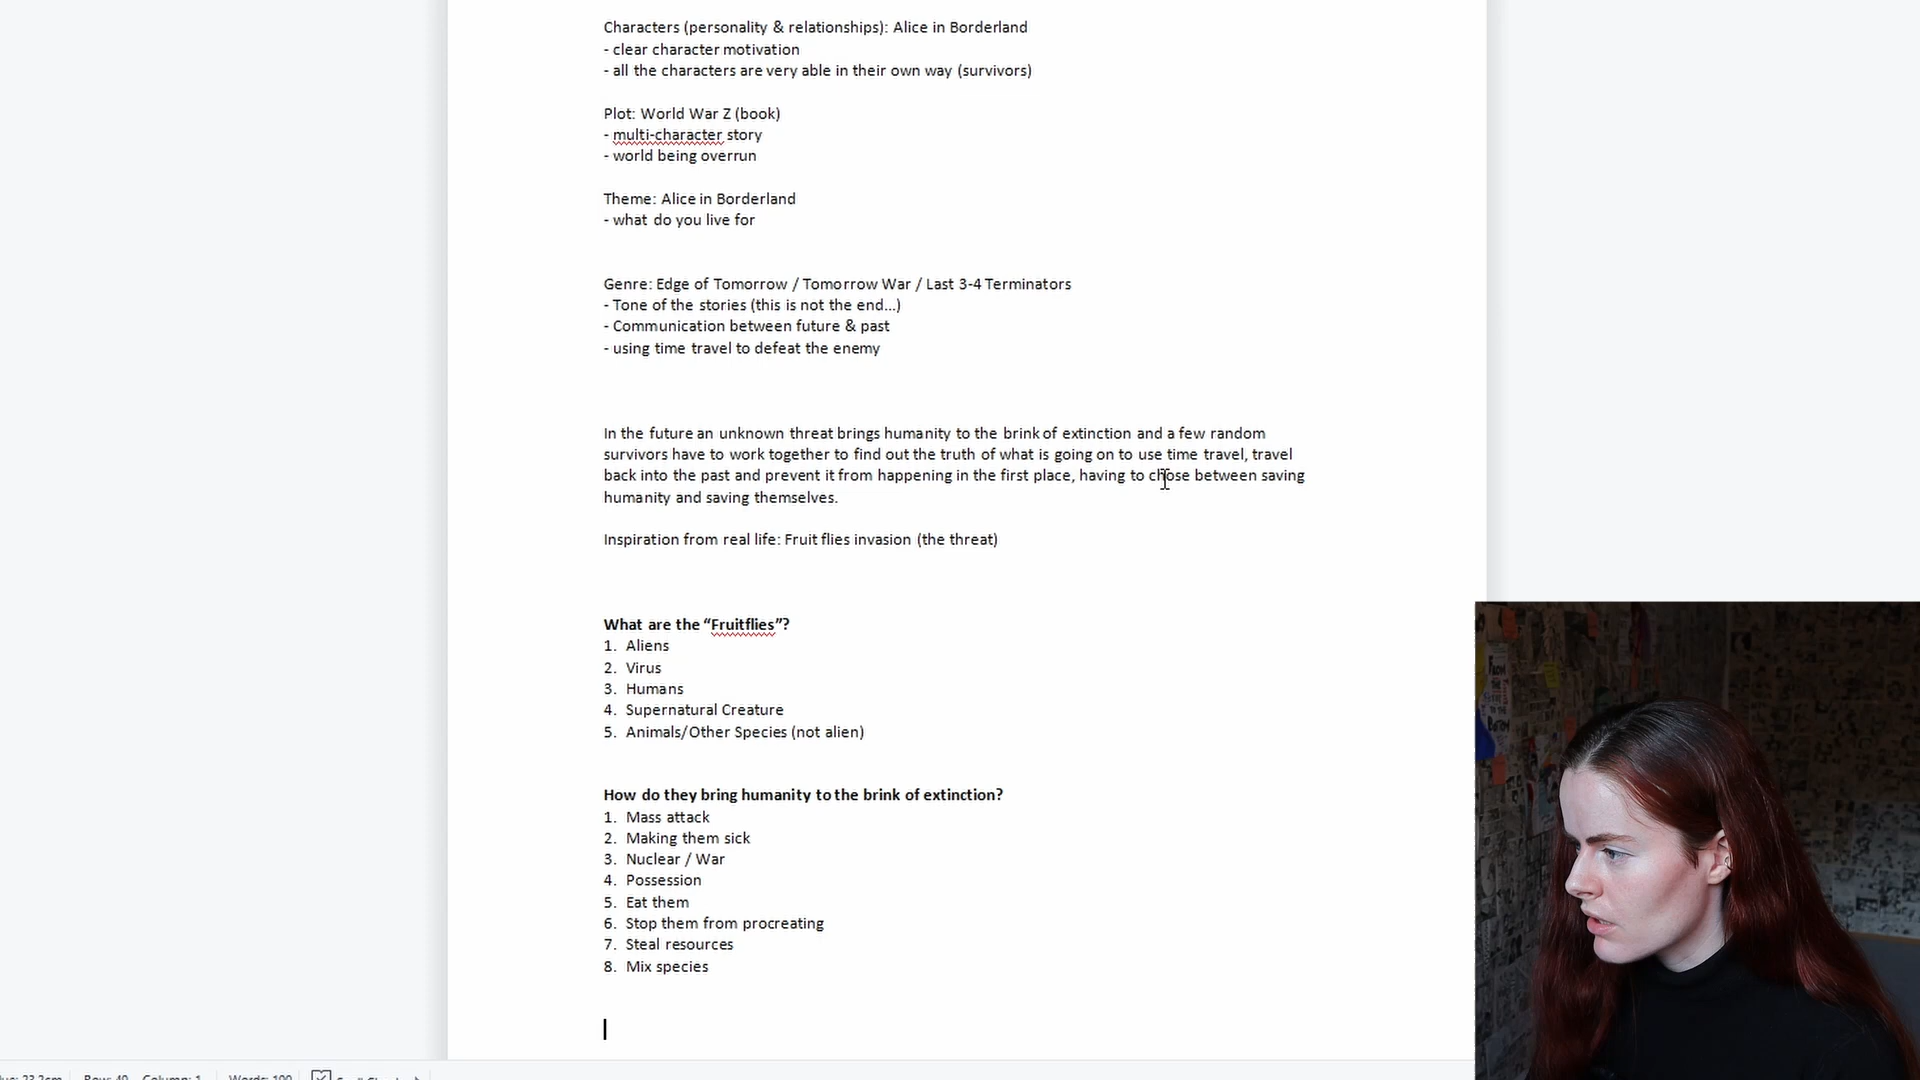 Characters (personality & relationships): Alice in Borderland
- clear character motivation
- all the characters are very able in their own way (survivors)
Plot: World War Z (book)
- multi-character story
- world being overrun
Theme: Alice in Borderland
- what do you live for
Genre: Edge of Tomorrow / Tomorrow War / Last 3-4 Terminators
- Tone of the stories (this is not the end...)
- Communication between future & past
- using time travel to defeat the enemy
In the future an unknown threat brings humanity to the brink of extinction and a few random
survivors have to work together to find out the truth of what is going on to use time travel, travel
back into the past and prevent it from happening in the first place, having to chose between saving
humanity and saving themselves.
Inspiration from real life: Fruit flies invasion (the threat)
What are the “Fruitflies”?
1. Aliens
2. Virus
3. Humans
4. Supernatural Creature
5. Animals/Other Species (not alien)
How do they bring humanity to the brink of extinction?
1. Mass attack
2. Making them sick
3. Nuclear / War
4. Possession
5. Eat them
6. Stop them from procreating
7. Steal resources
8. Mix species